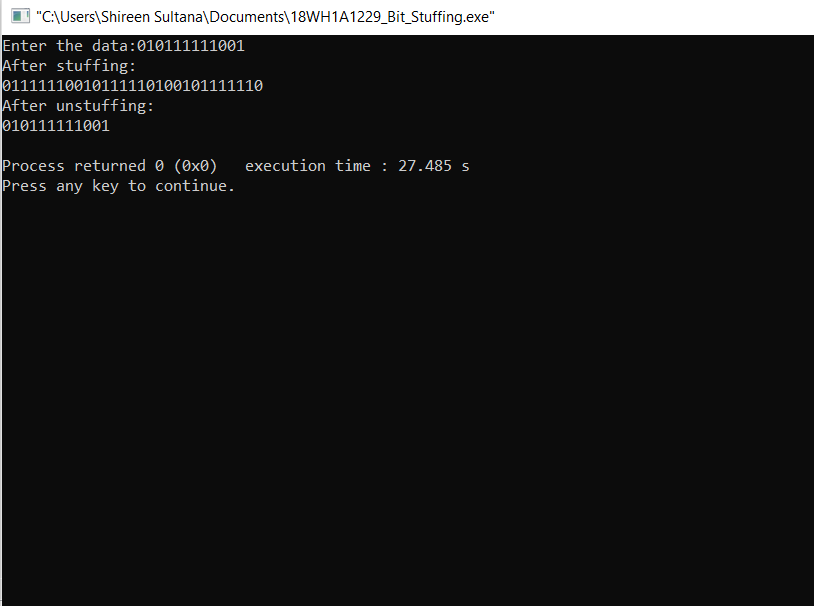 "C:\Users\Shireen Sultana\Documents\18WH1A1229_Bit_Stuffing.exe"
Enter the data:010111111001
After stuffing:
01111110010111110100101111110
After unstuffing:
010111111001
Process returned 0 (0x0)   execution time : 27.485 s
Press any key to continue.